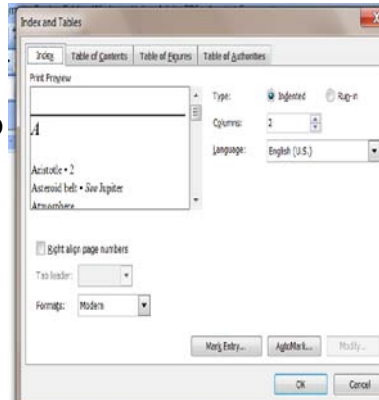 Index and Tables
Index Table of Contents Table of Figures Table of Authorities
Print Preview
A
Aristotle • 2
Asteroid belt • See Jupiter
Atmosphere
Type: Indented Run-in
Columns: 2
Language: English (U.S.)
Right align page numbers
Tab leader:
Formats: Modern
Mark Entry... AutoMark... Modify...
OK Cancel